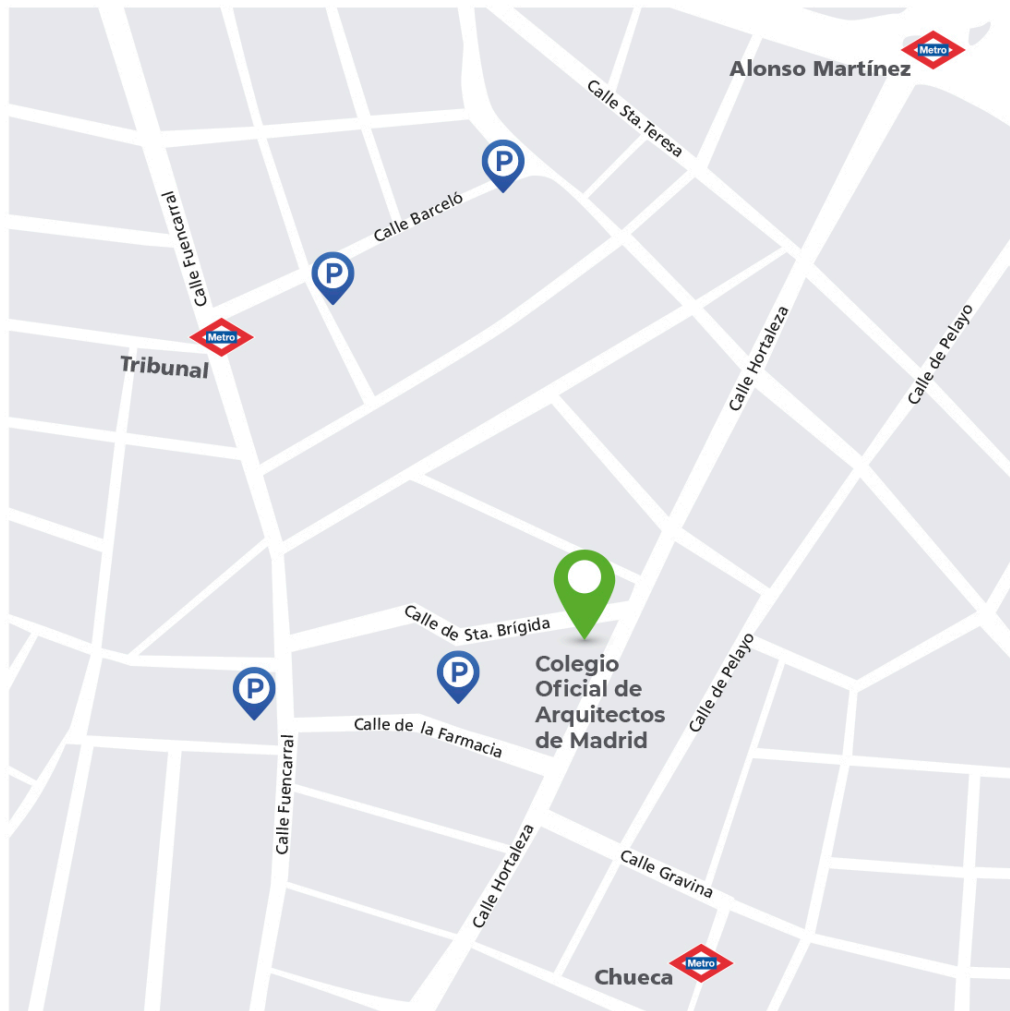 Metro
Alonso Martínez
Calle Sta. Teresa
P
Calle Barceló
Calle Fuencarral
P
Metro
Tribunal
Calle Hortaleza
Calle de Pelayo
Calle de Sta. Brígida
P
P
Colegio
Oficial de
Arquitectos
de Madrid
Calle de Pelayo
Calle de la Farmacia
Calle Fuencarral
Calle Hortaleza
Calle Gravina
Metro
Chueca